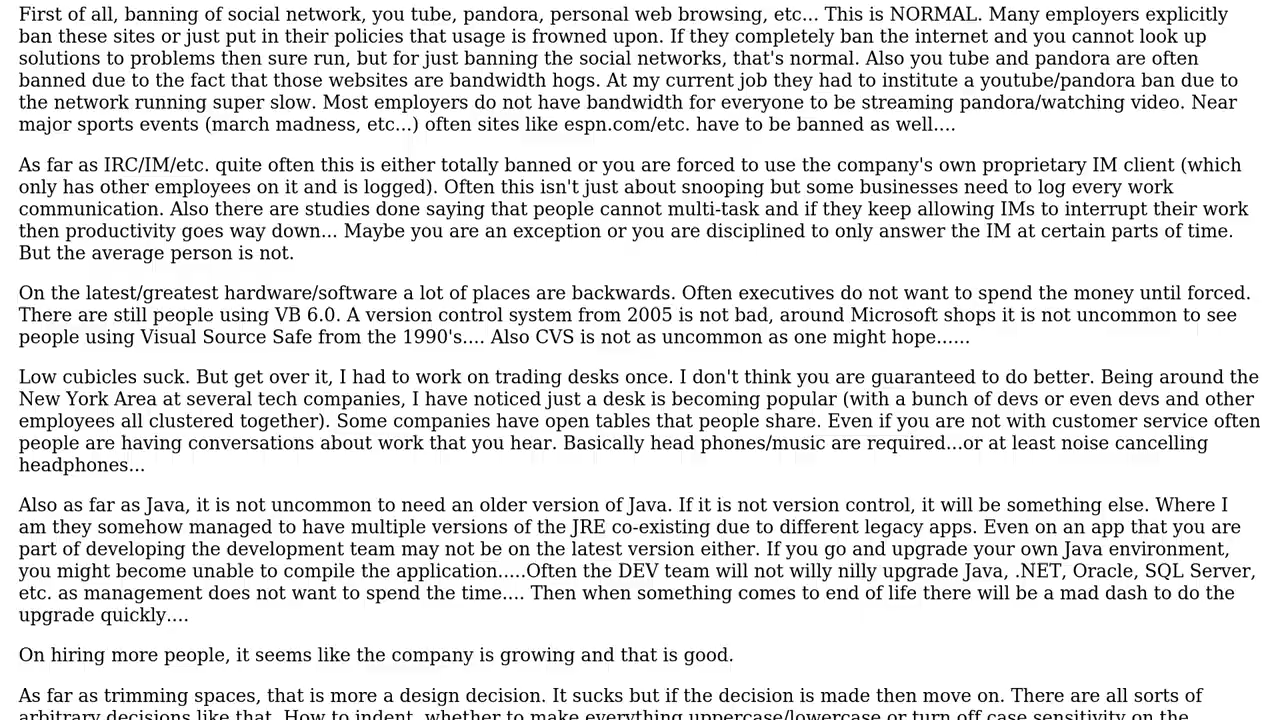 First of all, banning of social network, you tube, pandora, personal web browsing, etc... This is NORMAL. Many employers explicitly
ban these sites or just put in their policies that usage is frowned upon. If they completely ban the internet and you cannot look up
solutions to problems then sure run, but for just banning the social networks, that's normal. Also you tube and pandora are often
banned due to the fact that those websites are bandwidth hogs. At my current job they had to institute a youtube/pandora ban due to
the network running super slow. Most employers do not have bandwidth for everyone to be streaming pandora/watching video. Near
major sports events (march madness, etc...) often sites like espn.com/etc. have to be banned as well....
As far as IRC/IM/etc. quite often this is either totally banned or you are forced to use the company's own proprietary IM client (which
only has other employees on it and is logged). Often this isn't just about snooping but some businesses need to log every work
communication. Also there are studies done saying that people cannot multi-task and if they keep allowing IMs to interrupt their work
then productivity goes way down... Maybe you are an exception or you are disciplined to only answer the IM at certain parts of time.
But the average person is not.
On the latest/greatest hardware/software a lot of places are backwards. Often executives do not want to spend the money until forced.
There are still people using VB 6.0. A version control system from 2005 is not bad, around Microsoft shops it is not uncommon to see
people using Visual Source Safe from the 1990's.... Also CVS is not as uncommon as one might hope......
Low cubicles suck. But get over it, I had to work on trading desks once. I don't think you are guaranteed to do better. Being around the
New York Area at several tech companies, I have noticed just a desk is becoming popular (with a bunch of devs or even devs and other
employees all clustered together). Some companies have open tables that people share. Even if you are not with customer service often
people are having conversations about work that you hear. Basically head phones/music are required...or at least noise cancelling
headphones...
Also as far as Java, it is not uncommon to need an older version of Java. If it is not version control, it will be something else. Where I
am they somehow managed to have multiple versions of the JRE co-existing due to different legacy apps. Even on an app that you are
part of developing the development team may not be on the latest version either. If you go and upgrade your own Java environment,
you might become unable to compile the application.....Often the DEV team will not willy nilly upgrade Java, .NET, Oracle, SQL Server,
etc. as management does not want to spend the time.... Then when something comes to end of life there will be a mad dash to do the
upgrade quickly....
On hiring more people, it seems like the company is growing and that is good.
As far as trimming spaces, that is more a design decision. It sucks but if the decision is made then move on. There are all sorts of
arbitrary decisions like that. How to indent, whether to make everything uppercase/lowercase or turn off case sensitivity on the